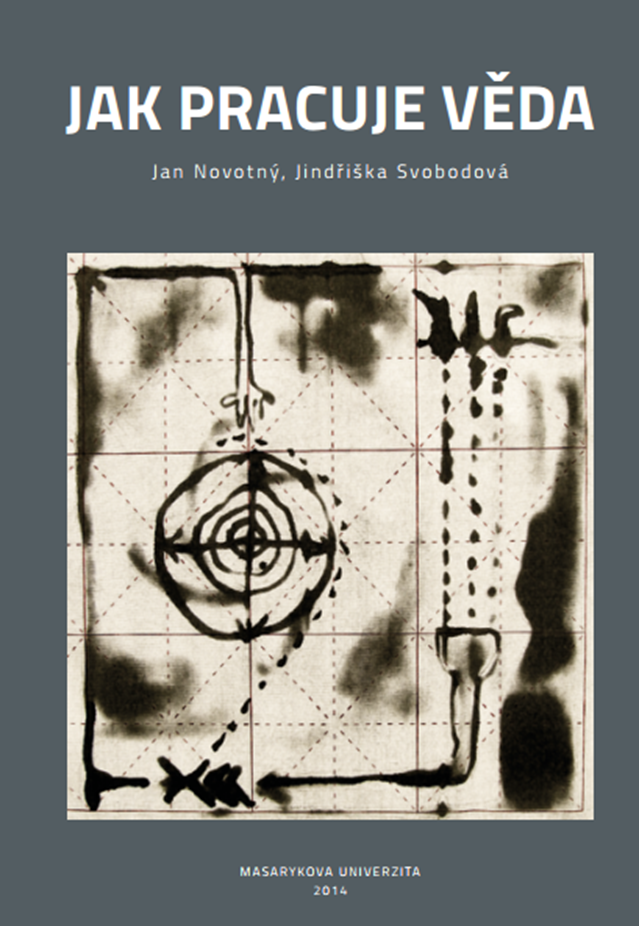 JAK PRACUJE VĚDA
Jan Novotný, Jindřiška Svobodová
MASARYKOVA UNIVERZITA
2014